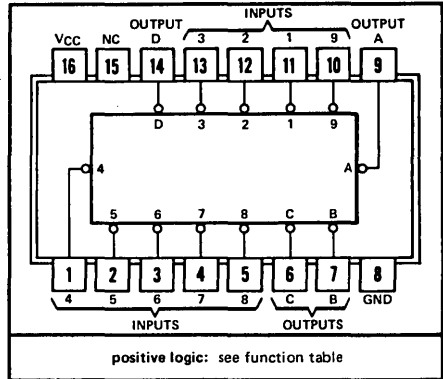 INPUTS
OUTPUT OUTPUT
VCC NC D 3 2 1 9 A
16 15 14 13 12 11 10 9
D 3 2 1 9
4 A
5 6 7 8 C B
1 2 3 4 5 6 7 8
4 5 6 7 8 C B GND
INPUTS OUTPUTS
positive logic: see function table